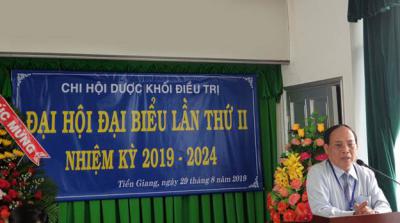 CHI HỘI DƯỢC KHỐI ĐIỀU TRỊ
ĐẠI HỘI ĐẠI BIỂU LẦN THỨ II
NHIỆM KỲ 2019 - 2024
Tiền Giang, ngày 29 tháng 8 năm 2019
MỪNG